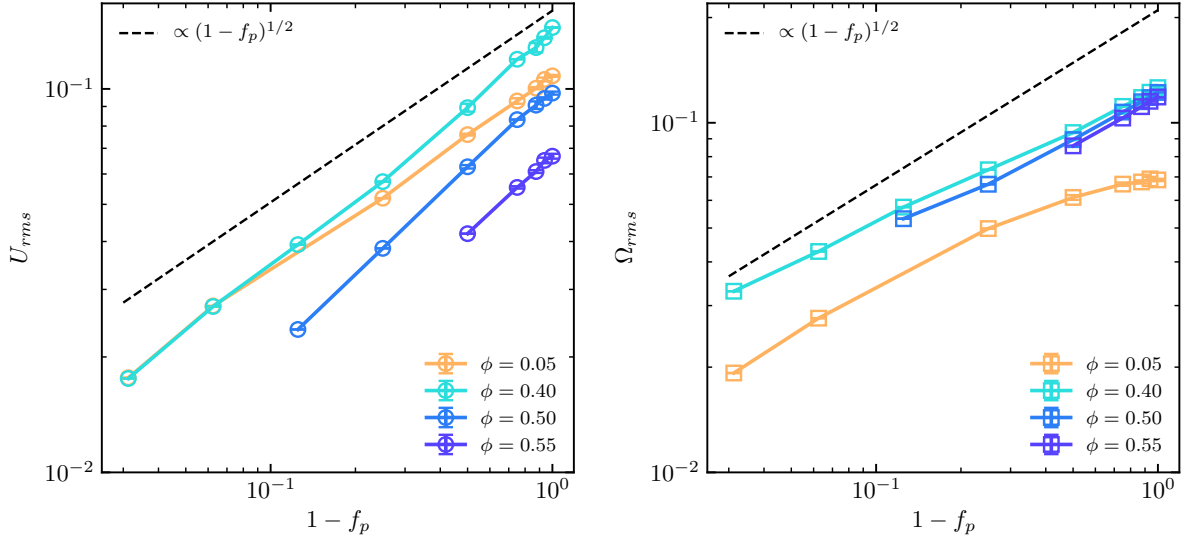 ∝ (1 − f_p)^{1/2}
10^{-1}
U_{rms}
10^{-2}
ϕ = 0.05
ϕ = 0.40
ϕ = 0.50
ϕ = 0.55
10^{-1}
10^{0}
1 − f_p
∝ (1 − f_p)^{1/2}
10^{-1}
Ω_{rms}
10^{-2}
ϕ = 0.05
ϕ = 0.40
ϕ = 0.50
ϕ = 0.55
10^{-1}
10^{0}
1 − f_p